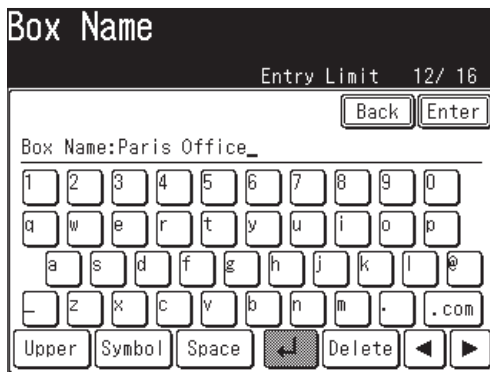 Box Name
Entry Limit 12/ 16
Back Enter
Box Name:Paris Office_
1 2 3 4 5 6 7 8 9 0
q w e r t y u i o p
a s d f g h j k l @
_ z x c v b n m . .com
Upper Symbol Space ↵ Delete ◀ ▶